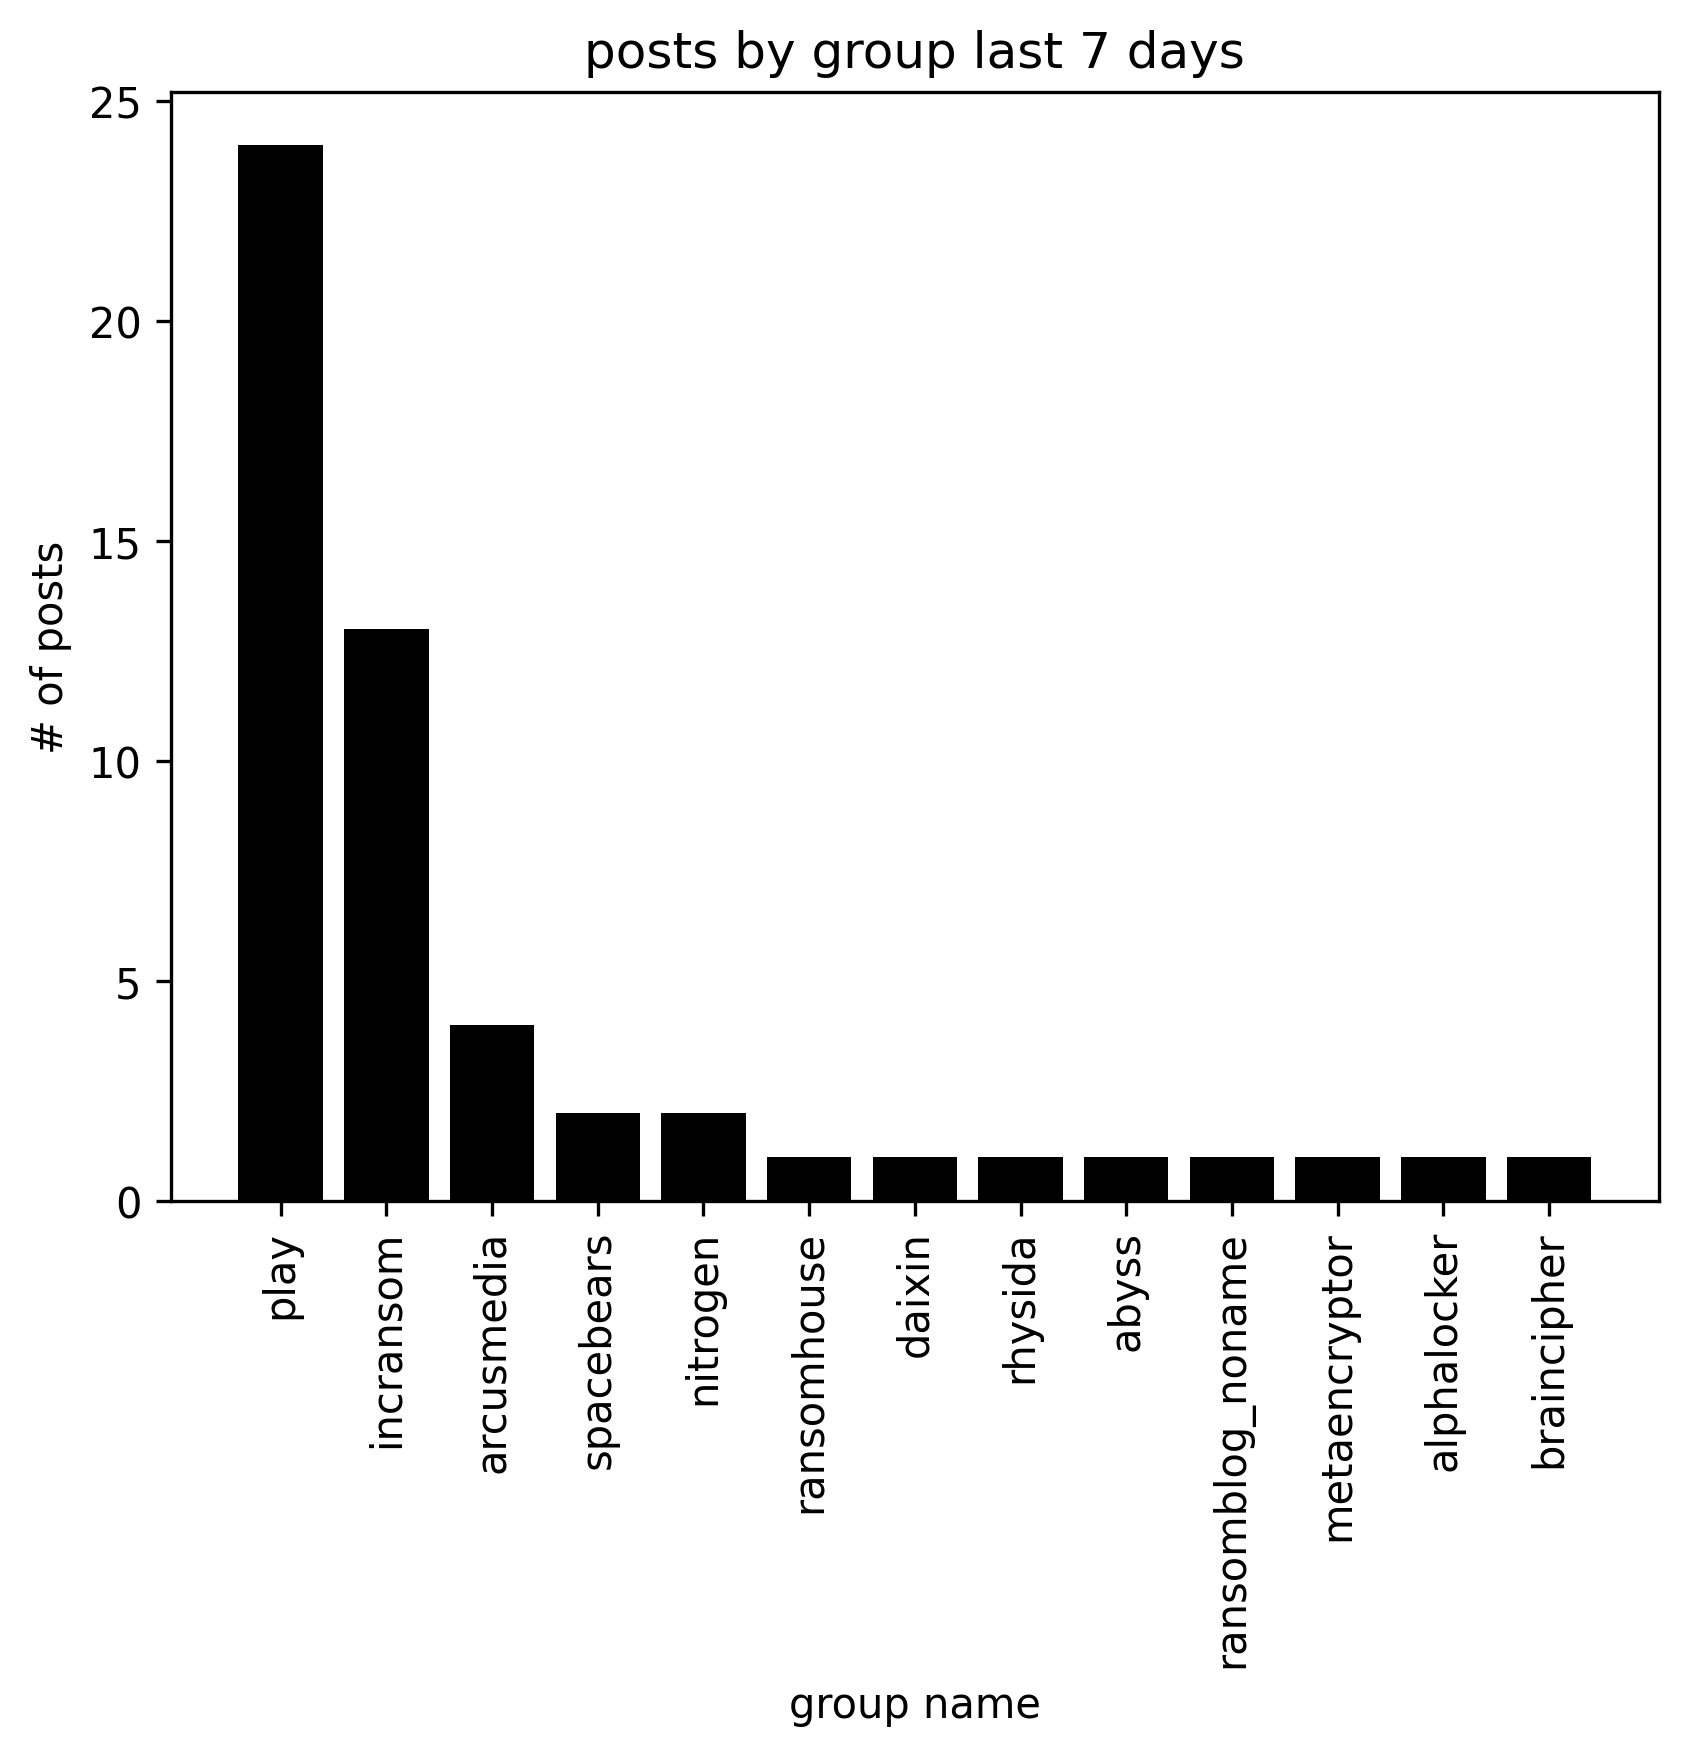 posts by group last 7 days
25
20
15
10
5
0
# of posts
play
incransom
arcusmedia
spacebears
nitrogen
ransomhouse
daixin
rhysida
abyss
ransomblog_noname
metaencryptor
alphalocker
braincipher
group name